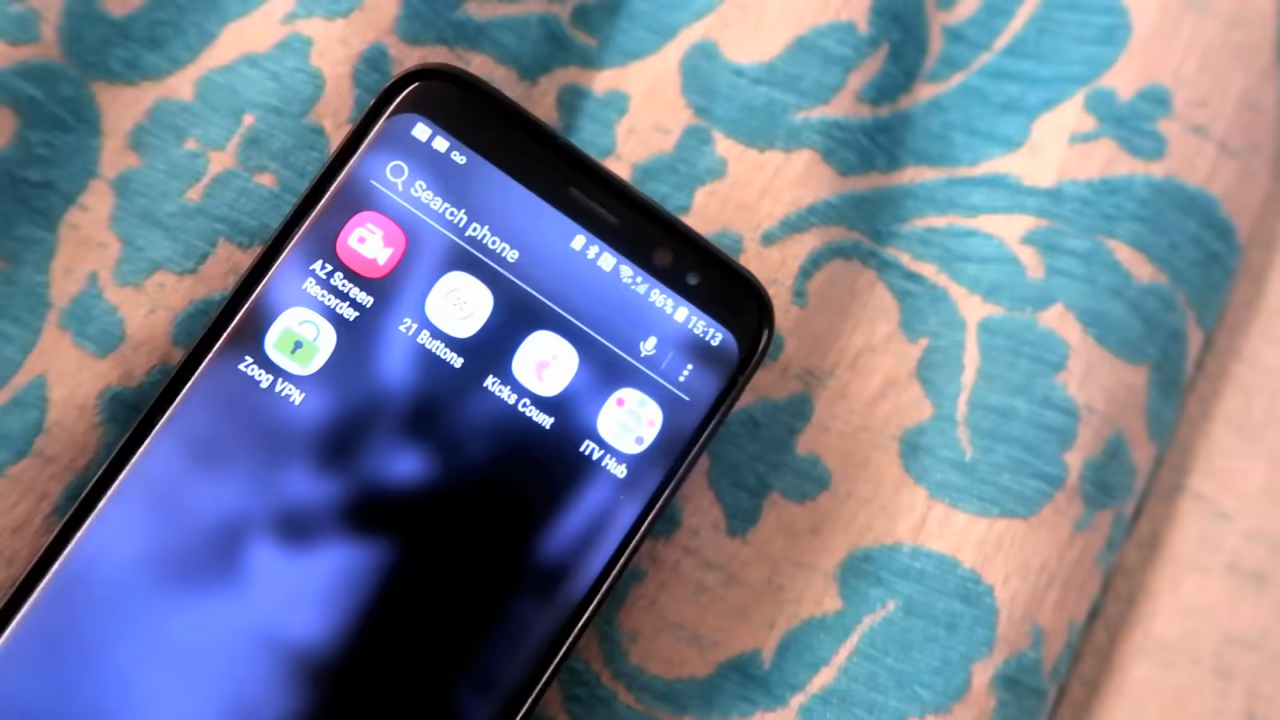 96% 15:13
Search phone
AZ Screen
Recorder
21 Buttons
Kicks Count
ITV Hub
Zoog VPN